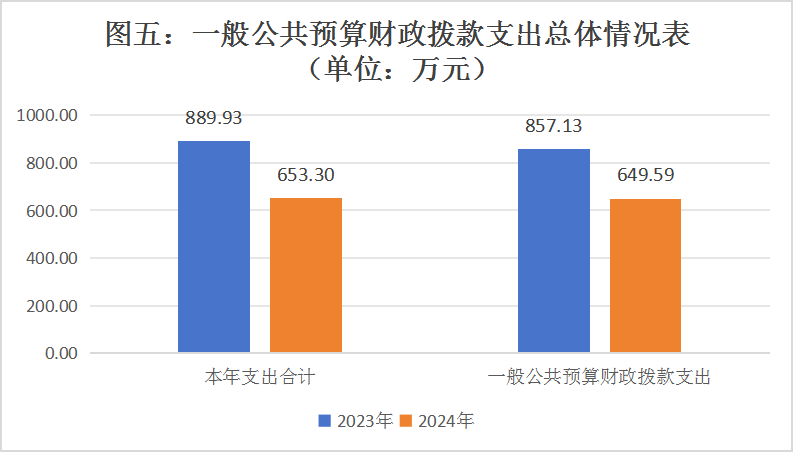 图五：一般公共预算财政拨款支出总体情况表
（单位：万元）
1000.00
800.00
600.00
400.00
200.00
0.00
889.93
653.30
857.13
649.59
本年支出合计
一般公共预算财政拨款支出
2023年
2024年